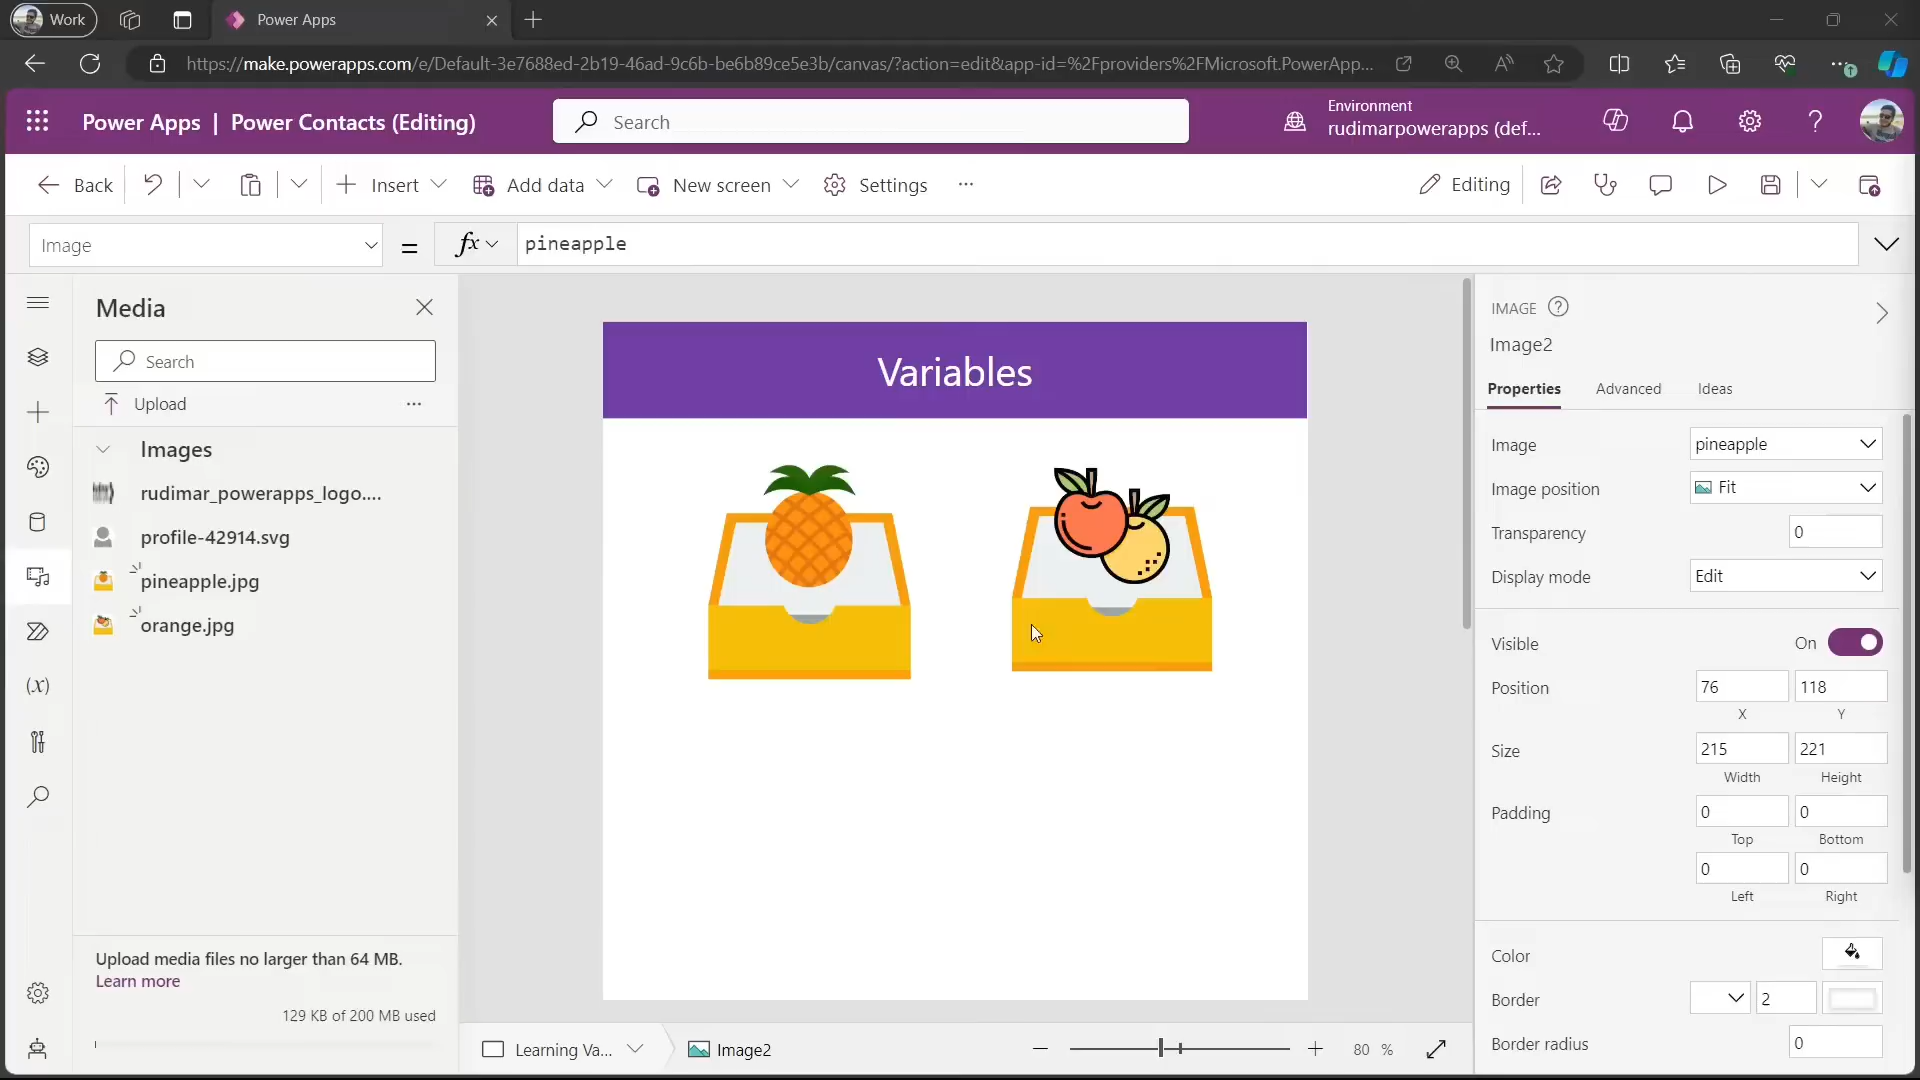 Work
Power Apps
https://make.powerapps.com/e/Default-3e7688ed-2b19-46ad-9c6b-be6b89ce5e3b/canvas/?action=edit&app-id=%2Fproviders%2FMicrosoft.PowerApp...
Power Apps | Power Contacts (Editing)
Search
Environment
rudimarpowerapps (def...
Back
Insert
Add data
New screen
Settings
...
Editing
Image
=
fx
pineapple
Media
Search
Upload
...
Images
rudimar_powerapps_logo....
profile-42914.svg
pineapple.jpg
orange.jpg
Upload media files no larger than 64 MB.
Learn more
129 KB of 200 MB used
(x)
Variables
Learning Va...
Image2
80 %
IMAGE
Image2
Properties
Advanced
Ideas
Image
pineapple
Image position
Fit
Transparency
0
Display mode
Edit
Visible
On
Position
76
118
X
Y
Size
215
221
Width
Height
Padding
0
0
Top
Bottom
0
0
Left
Right
Color
Border
2
Border radius
0